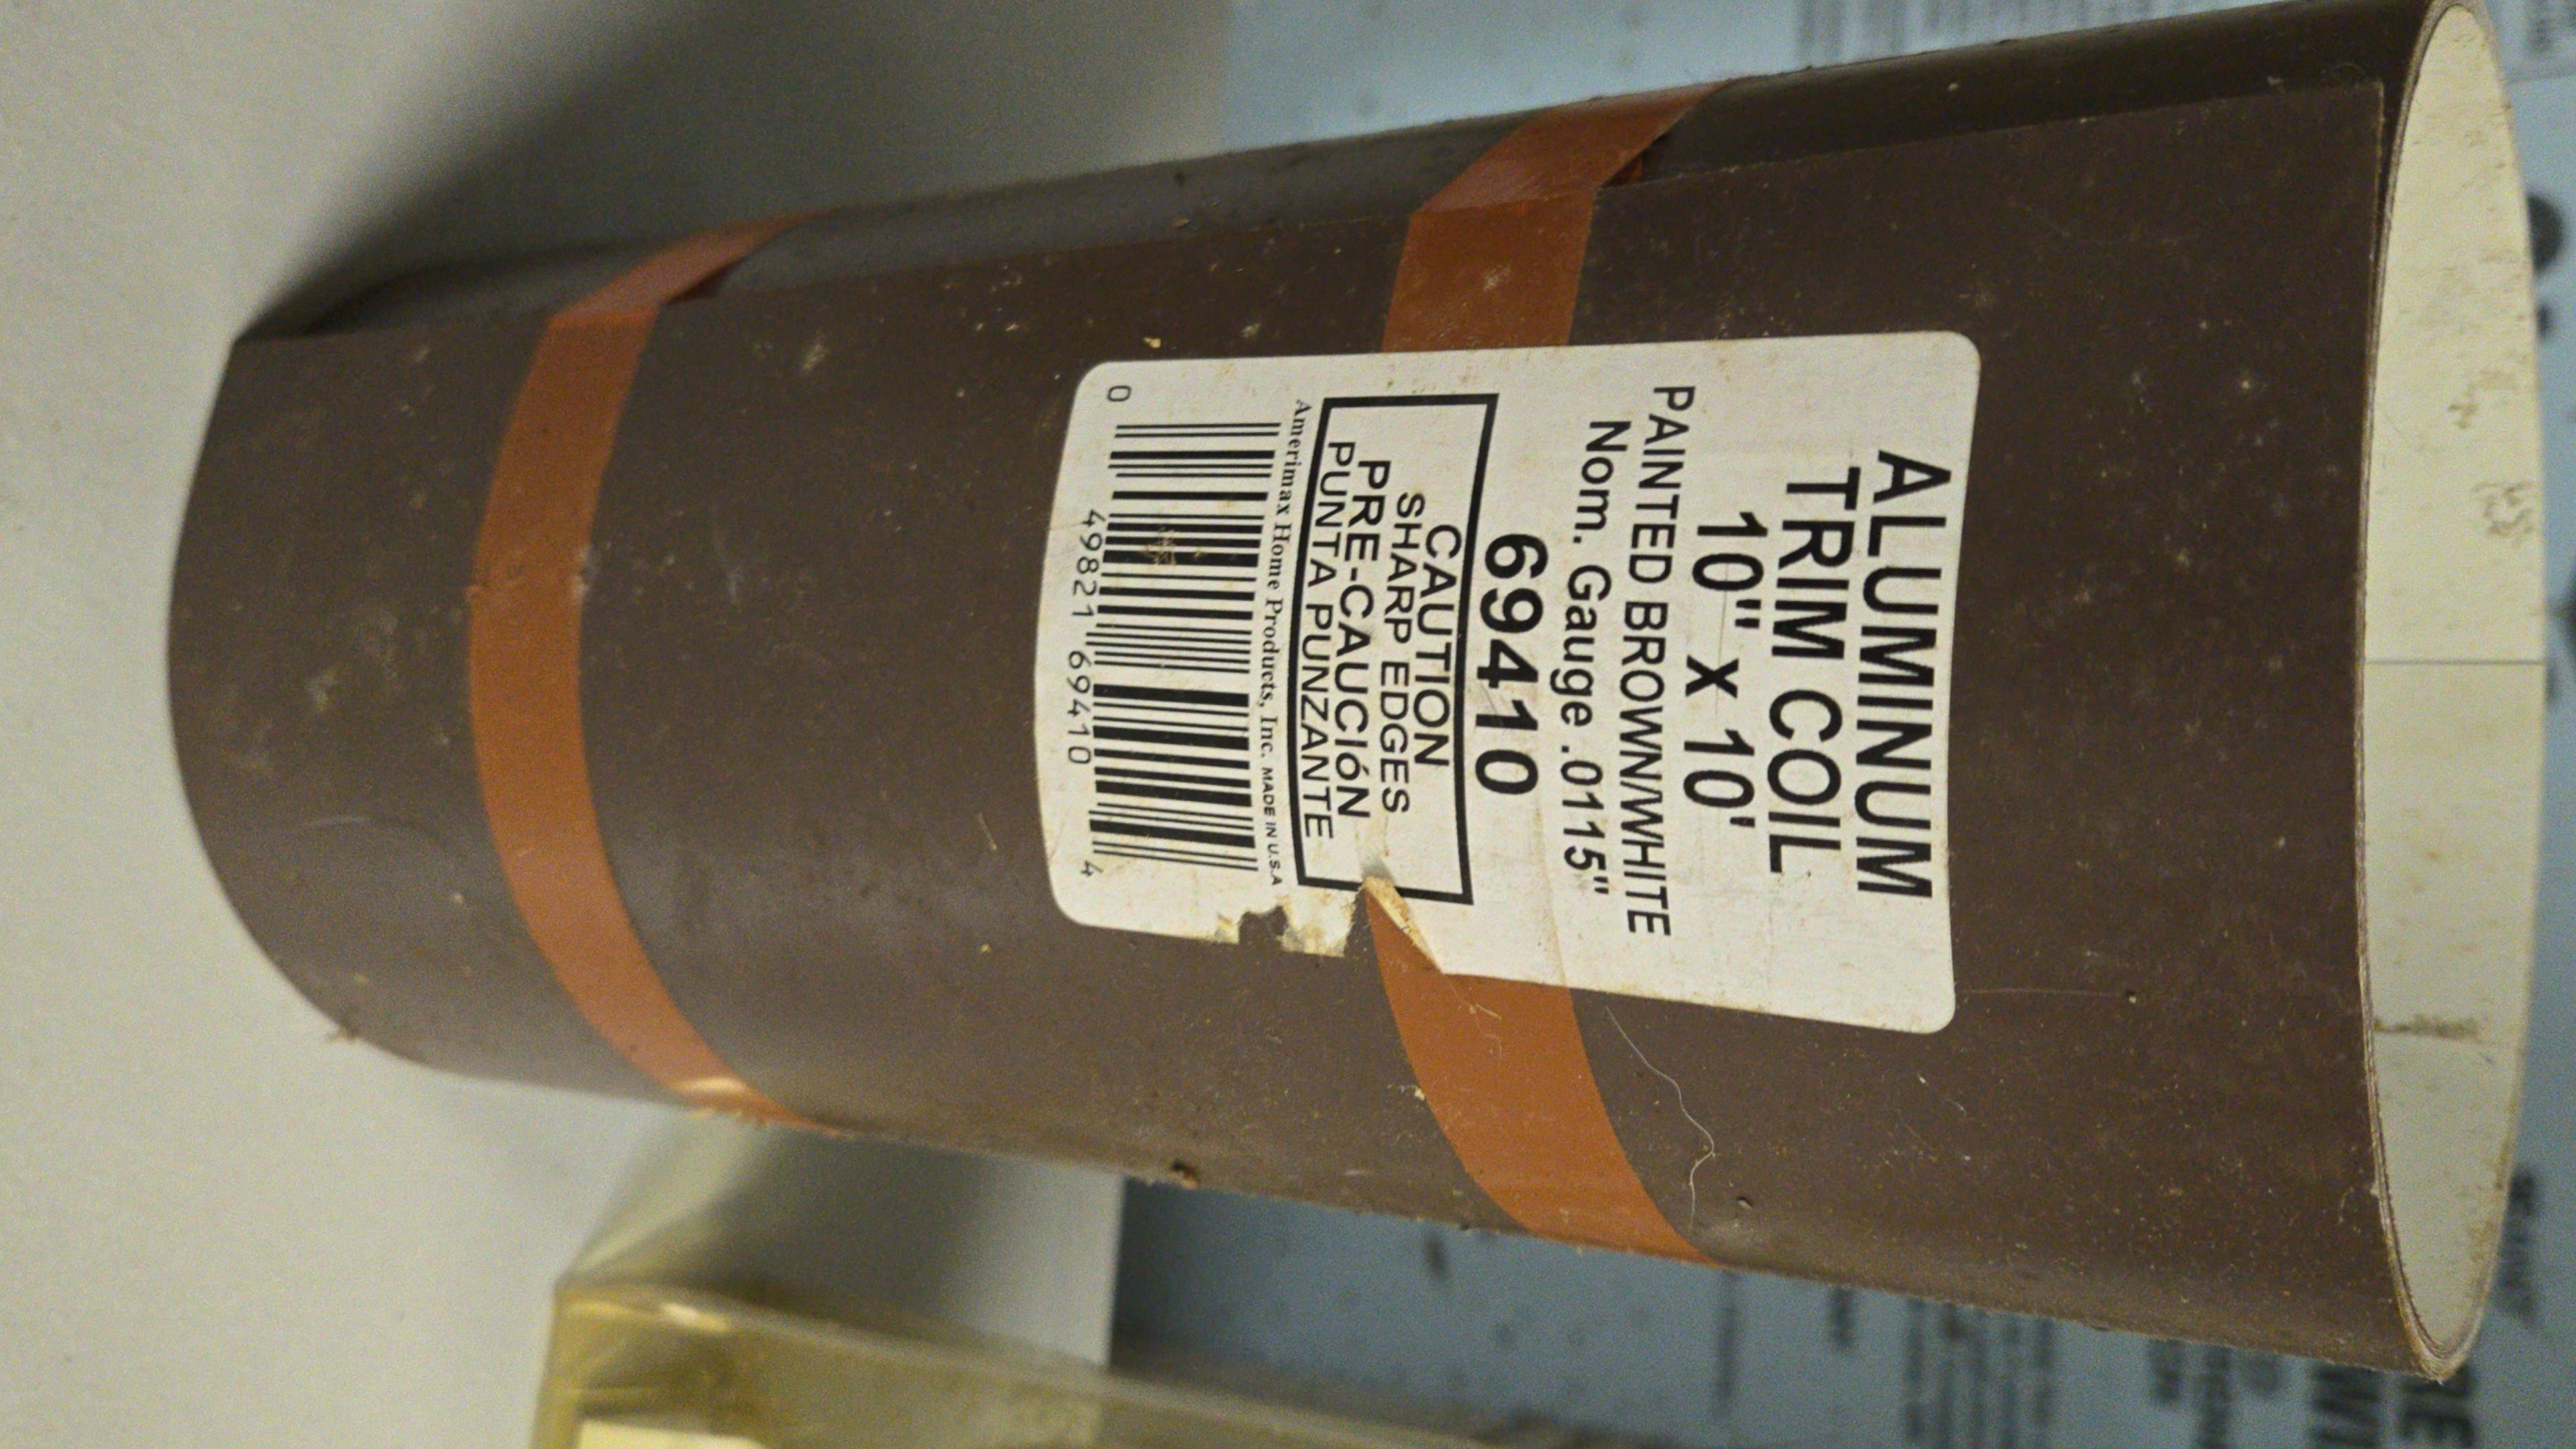 ALUMINUM
TRIM COIL
10" x 10'
PAINTED BROWN/WHITE
Nom. Gauge .0115"
69410
CAUTION
SHARP EDGES
PRE-CAUCIóN
PUNTA PUNZANTE
Amerimax Home Products, Inc. MADE IN U.S.A
0 49821 69410 4